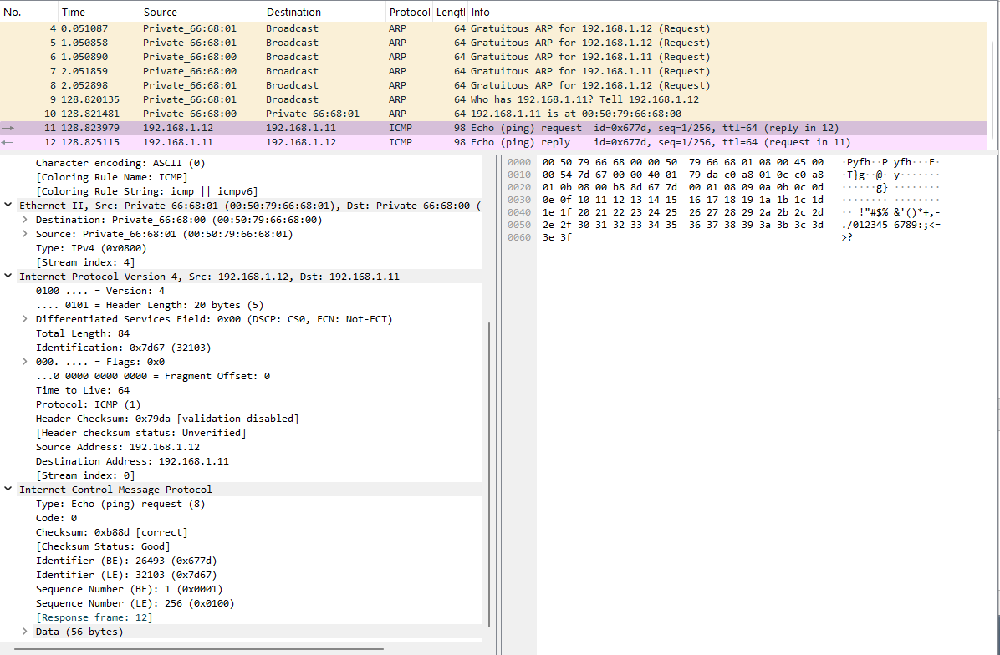 No. Time Source Destination Protocol Lengtl Info
4 0.051087 Private_66:68:01 Broadcast ARP 64 Gratuitous ARP for 192.168.1.12 (Request)
5 1.050858 Private_66:68:01 Broadcast ARP 64 Gratuitous ARP for 192.168.1.12 (Request)
6 1.050890 Private_66:68:00 Broadcast ARP 64 Gratuitous ARP for 192.168.1.11 (Request)
7 2.051859 Private_66:68:00 Broadcast ARP 64 Gratuitous ARP for 192.168.1.11 (Request)
8 2.052898 Private_66:68:01 Broadcast ARP 64 Gratuitous ARP for 192.168.1.12 (Request)
9 128.820135 Private_66:68:01 Broadcast ARP 64 Who has 192.168.1.11? Tell 192.168.1.12
10 128.821481 Private_66:68:00 Private_66:68:01 ARP 64 192.168.1.11 is at 00:50:79:66:68:00
11 128.823979 192.168.1.12 192.168.1.11 ICMP 98 Echo (ping) request id=0x677d, seq=1/256, ttl=64 (reply in 12)
12 128.825115 192.168.1.11 192.168.1.12 ICMP 98 Echo (ping) reply id=0x677d, seq=1/256, ttl=64 (request in 11)
Character encoding: ASCII (0)
[Coloring Rule Name: ICMP]
[Coloring Rule String: icmp || icmpv6]
Ethernet II, Src: Private_66:68:01 (00:50:79:66:68:01), Dst: Private_66:68:00 (
Destination: Private_66:68:00 (00:50:79:66:68:00)
Source: Private_66:68:01 (00:50:79:66:68:01)
Type: IPv4 (0x0800)
[Stream index: 4]
Internet Protocol Version 4, Src: 192.168.1.12, Dst: 192.168.1.11
0100 .... = Version: 4
.... 0101 = Header Length: 20 bytes (5)
Differentiated Services Field: 0x00 (DSCP: CS0, ECN: Not-ECT)
Total Length: 84
Identification: 0x7d67 (32103)
000. .... = Flags: 0x0
...0 0000 0000 0000 = Fragment Offset: 0
Time to Live: 64
Protocol: ICMP (1)
Header Checksum: 0x79da [validation disabled]
[Header checksum status: Unverified]
Source Address: 192.168.1.12
Destination Address: 192.168.1.11
[Stream index: 0]
Internet Control Message Protocol
Type: Echo (ping) request (8)
Code: 0
Checksum: 0xb88d [correct]
[Checksum Status: Good]
Identifier (BE): 26493 (0x677d)
Identifier (LE): 32103 (0x7d67)
Sequence Number (BE): 1 (0x0001)
Sequence Number (LE): 256 (0x0100)
[Response frame: 12]
Data (56 bytes)
0000 00 50 79 66 68 00 00 50 79 66 68 01 08 00 45 00 ·Pyfh··P yfh···E·
0010 00 54 7d 67 00 00 40 01 79 da c0 a8 01 0c c0 a8 ·T}g··@· y·······
0020 01 0b 08 00 b8 8d 67 7d 00 01 08 09 0a 0b 0c 0d ······g} ········
0030 0e 0f 10 11 12 13 14 15 16 17 18 19 1a 1b 1c 1d ········ ········
0040 1e 1f 20 21 22 23 24 25 26 27 28 29 2a 2b 2c 2d ·· !"#$% &'()*+,-
0050 2e 2f 30 31 32 33 34 35 36 37 38 39 3a 3b 3c 3d ./012345 6789:;<=
0060 3e 3f >?